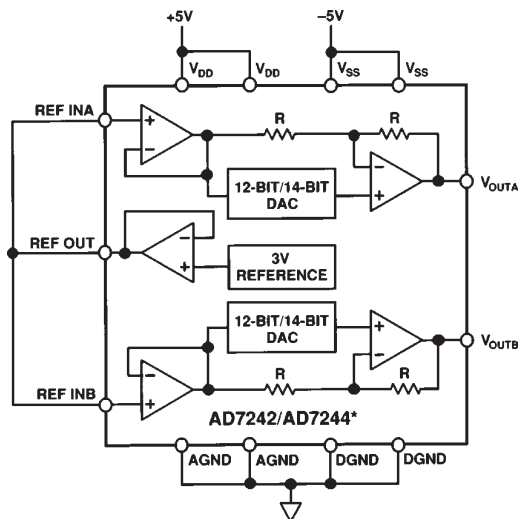 +5V
–5V
VDD
VDD
VSS
VSS
REF INA
+
–
R
R
–
+
12-BIT/14-BIT
DAC
VOUTA
REF OUT
–
+
3V
REFERENCE
12-BIT/14-BIT
DAC
+
–
VOUTB
–
+
R
R
REF INB
AD7242/AD7244*
AGND
AGND
DGND
DGND